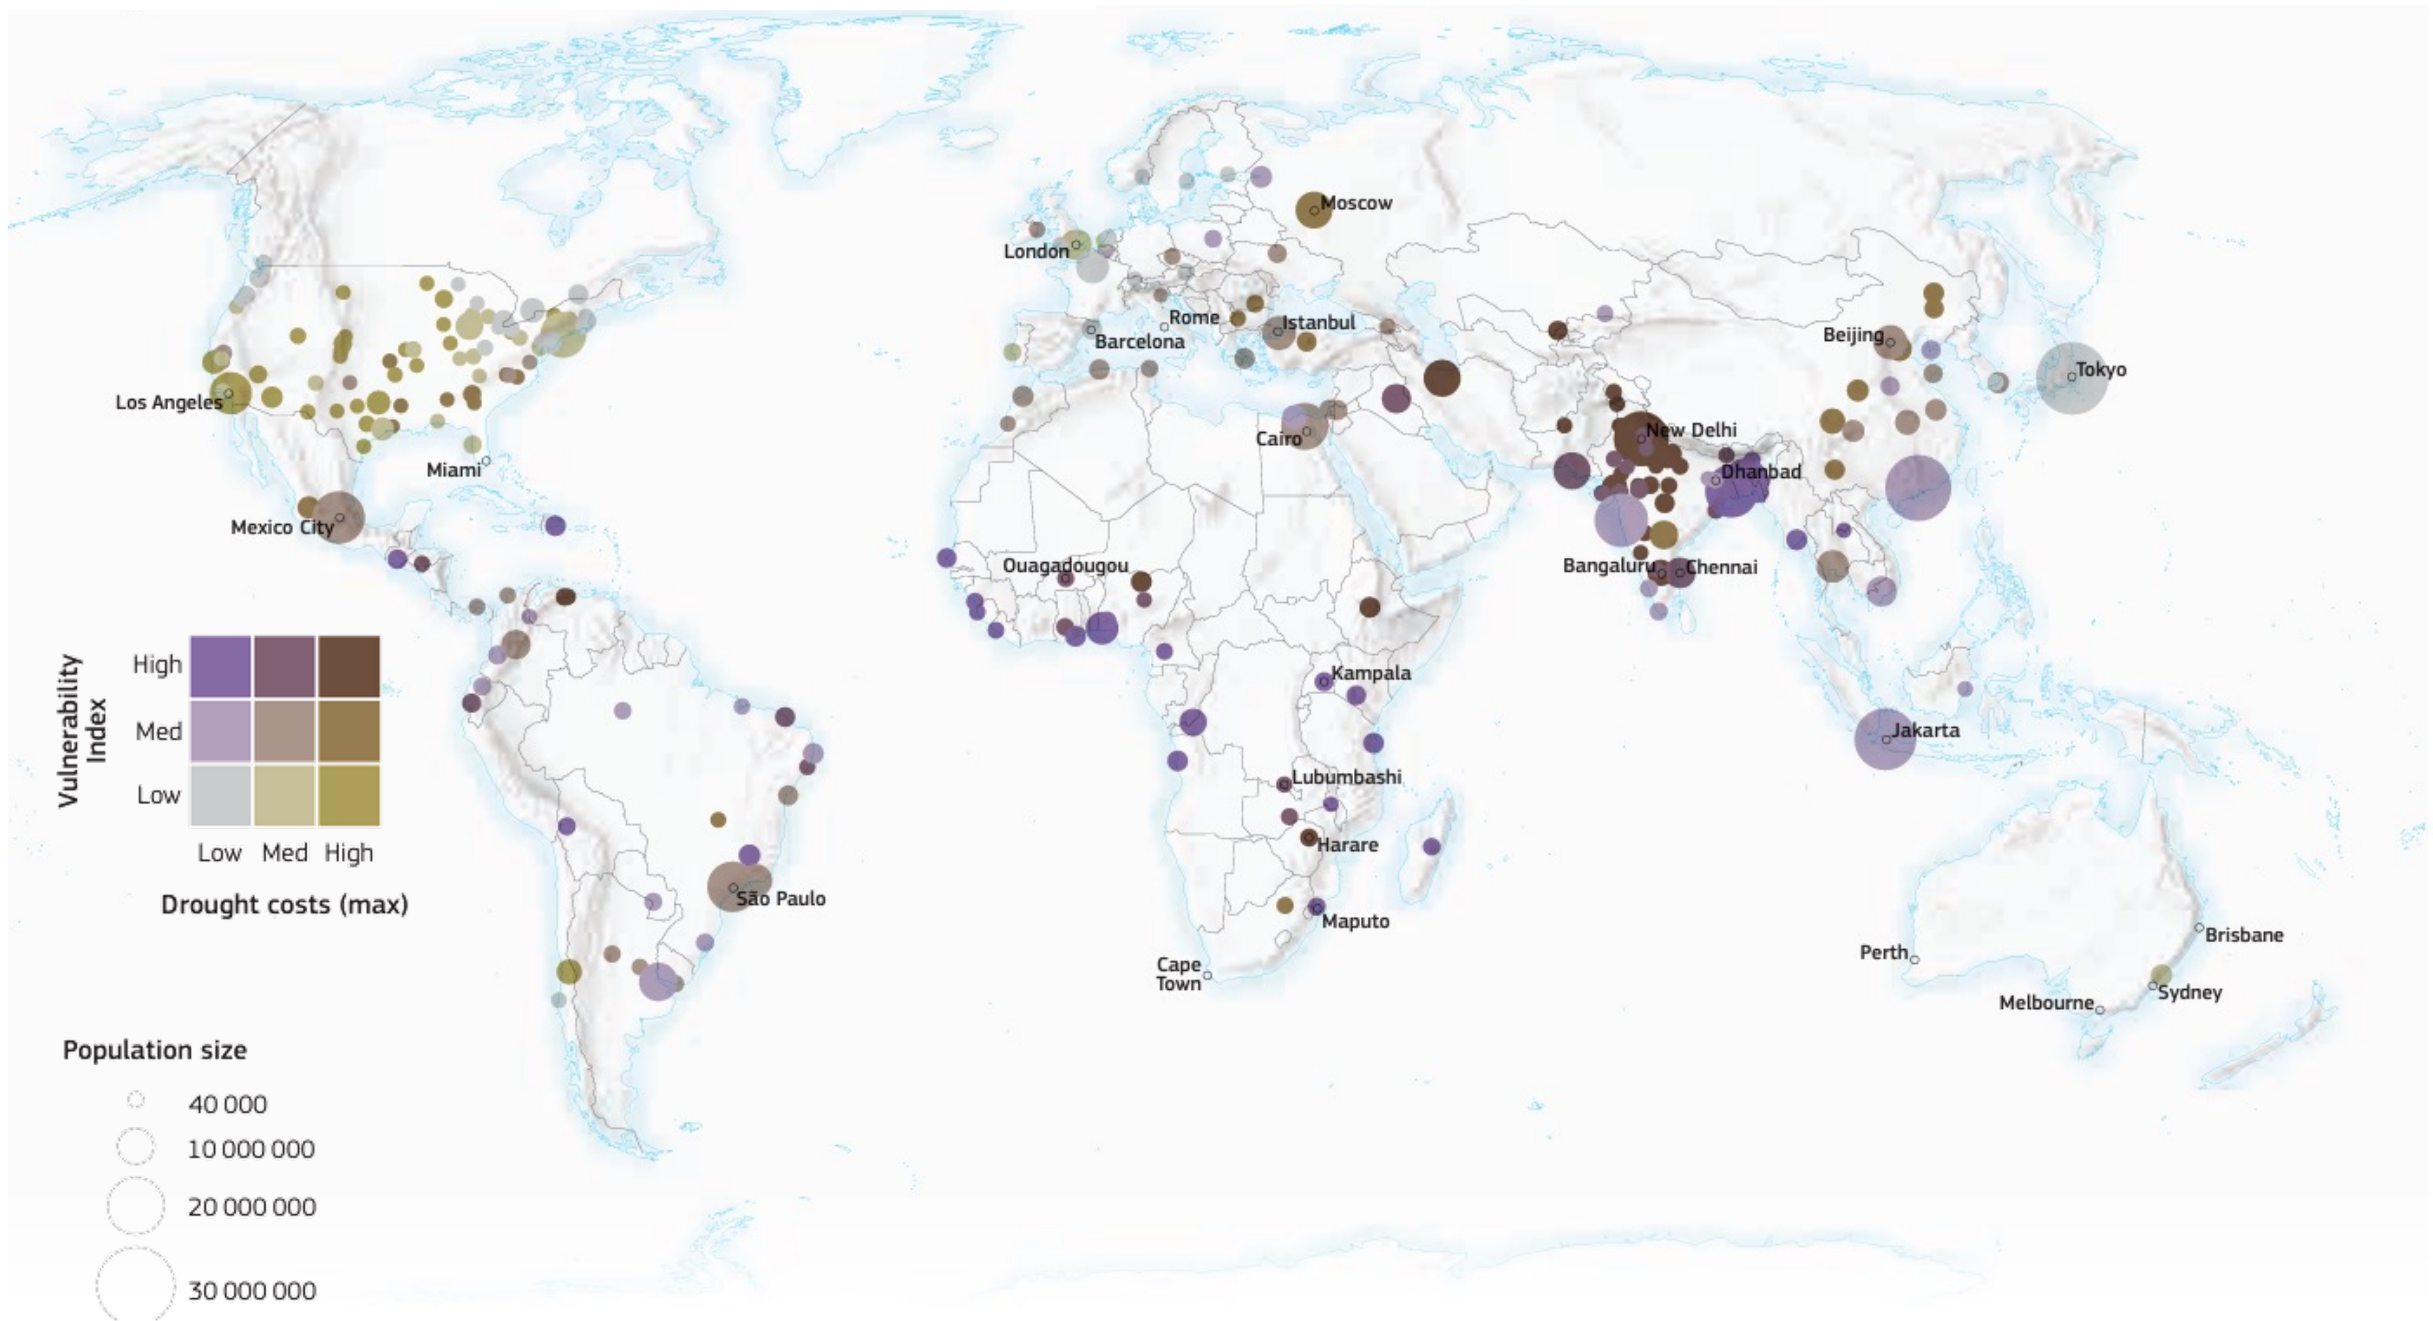 Moscow
London
Rome
Istanbul
Barcelona
Beijing
Tokyo
Los Angeles
Cairo
New Delhi
Miami
Dhanbad
Mexico City
Ouagadougou
Bangaluru
Chennai
Kampala
Jakarta
Lubumbashi
Harare
São Paulo
Maputo
Cape
Town
Perth
Brisbane
Melbourne
Sydney
Vulnerability
Index
High
Med
Low
Low Med High
Drought costs (max)
Population size
40 000
10 000 000
20 000 000
30 000 000